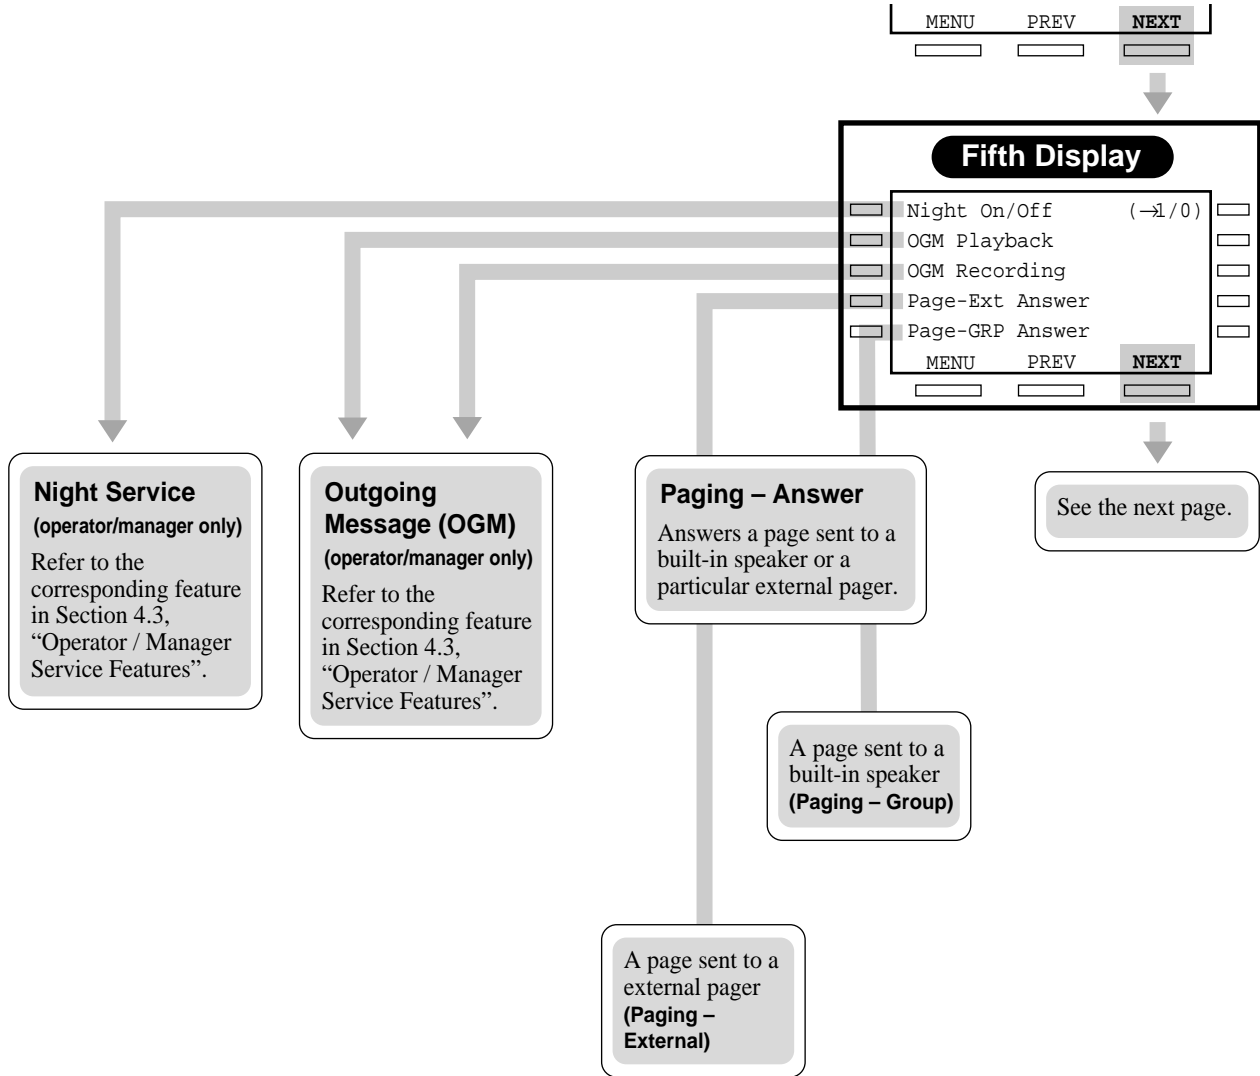 MENU PREV NEXT
Fifth Display
Night On/Off (→1/0)
OGM Playback
OGM Recording
Page-Ext Answer
Page-GRP Answer
MENU PREV NEXT
Night Service
(operator/manager only)
Refer to the
corresponding feature
in Section 4.3,
“Operator / Manager
Service Features”.
Outgoing
Message (OGM)
(operator/manager only)
Refer to the
corresponding feature
in Section 4.3,
“Operator / Manager
Service Features”.
Paging – Answer
Answers a page sent to a
built-in speaker or a
particular external pager.
See the next page.
A page sent to a
built-in speaker
(Paging – Group)
A page sent to a
external pager
(Paging –
External)